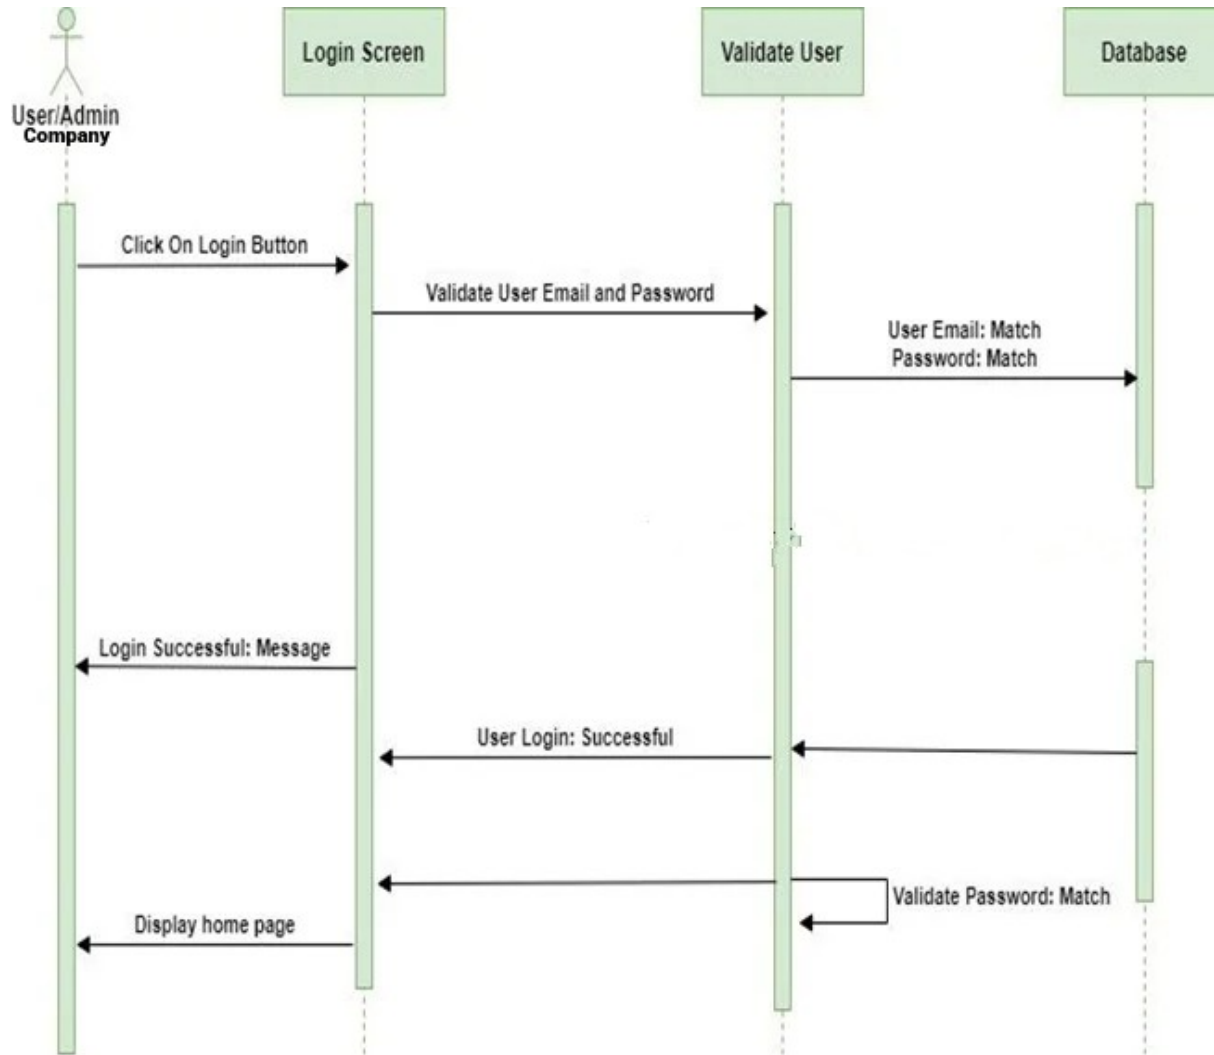 Login Screen
Validate User
Database
User/Admin
Company
Click On Login Button
Validate User Email and Password
User Email: Match
Password: Match
Login Successful: Message
User Login: Successful
Validate Password: Match
Display home page